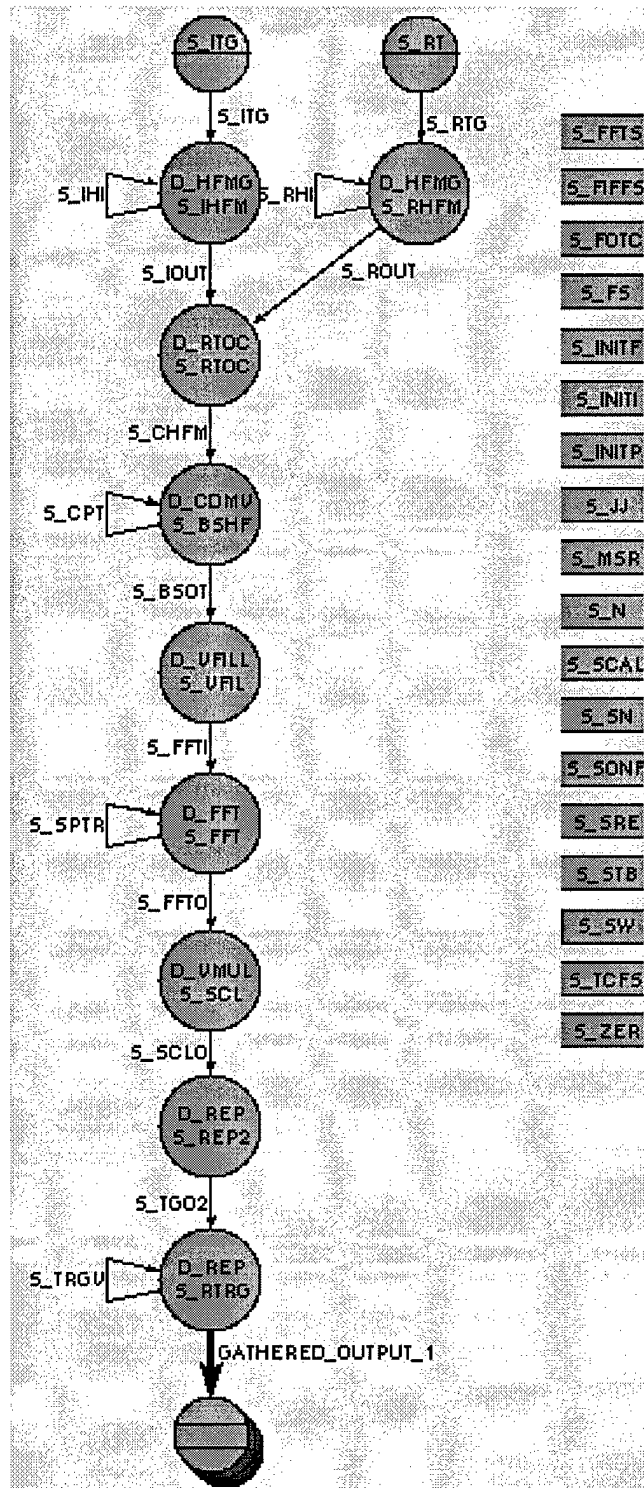 S_ITG
S_RT
S_ITG
S_RTG
S_IHI
D_HFMG
S_IHFM
S_RHI
D_HFMG
S_RHFM
S_IOUT
S_ROUT
D_RTOC
S_RTOC
S_CHFM
S_CPT
D_CDMV
S_BSHF
S_BSOT
D_VFILL
S_VFIL
S_FFTI
S_SPTR
D_FFT
S_FFT
S_FFTO
D_VMUL
S_SCL
S_SCLO
D_REP
S_REP2
S_TGO2
S_TRGV
D_REP
S_RTRG
GATHERED_OUTPUT_1
S_FFTS
S_FIFFS
S_FOTC
S_FS
S_INITF
S_INITI
S_INITP
S_JJ
S_MSR
S_N
S_SCAL
S_SN
S_SONF
S_SRE
S_STB
S_SW
S_TCFS
S_ZER